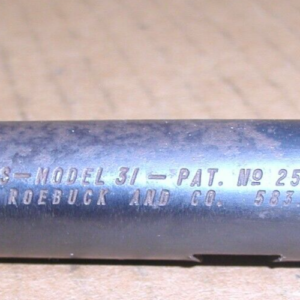 S—MODEL 31—PAT. Nº 25
ROEBUCK AND CO. 583